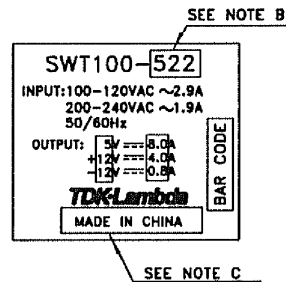 SEE NOTE B
SWT100-522
INPUT:100-120VAC ~2.9A
200-240VAC ~1.9A
50/60Hz
OUTPUT: 5V ⎓ 8.0A
+12V ⎓ 4.0A
-12V ⎓ 0.8A
BAR CODE
TDK-Lambda
MADE IN CHINA
SEE NOTE C